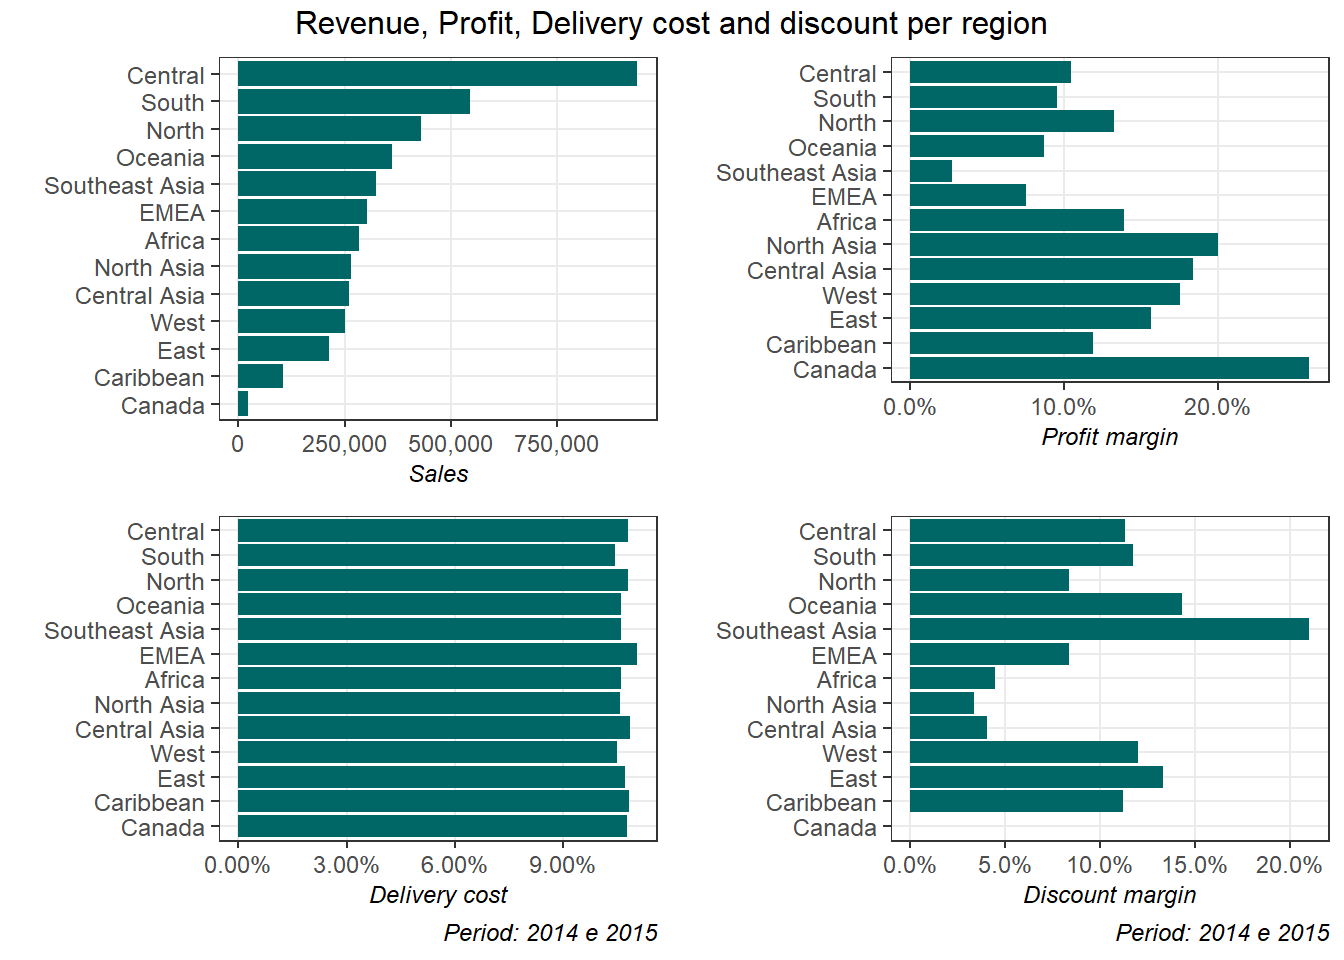 Revenue, Profit, Delivery cost and discount per region
Central
South
North
Oceania
Southeast Asia
EMEA
Africa
North Asia
Central Asia
West
East
Caribbean
Canada
0 250,000 500,000 750,000
Sales
Central
South
North
Oceania
Southeast Asia
EMEA
Africa
North Asia
Central Asia
West
East
Caribbean
Canada
0.0% 10.0% 20.0%
Profit margin
Central
South
North
Oceania
Southeast Asia
EMEA
Africa
North Asia
Central Asia
West
East
Caribbean
Canada
0.00% 3.00% 6.00% 9.00%
Delivery cost
Period: 2014 e 2015
Central
South
North
Oceania
Southeast Asia
EMEA
Africa
North Asia
Central Asia
West
East
Caribbean
Canada
0.0% 5.0% 10.0% 15.0% 20.0%
Discount margin
Period: 2014 e 2015